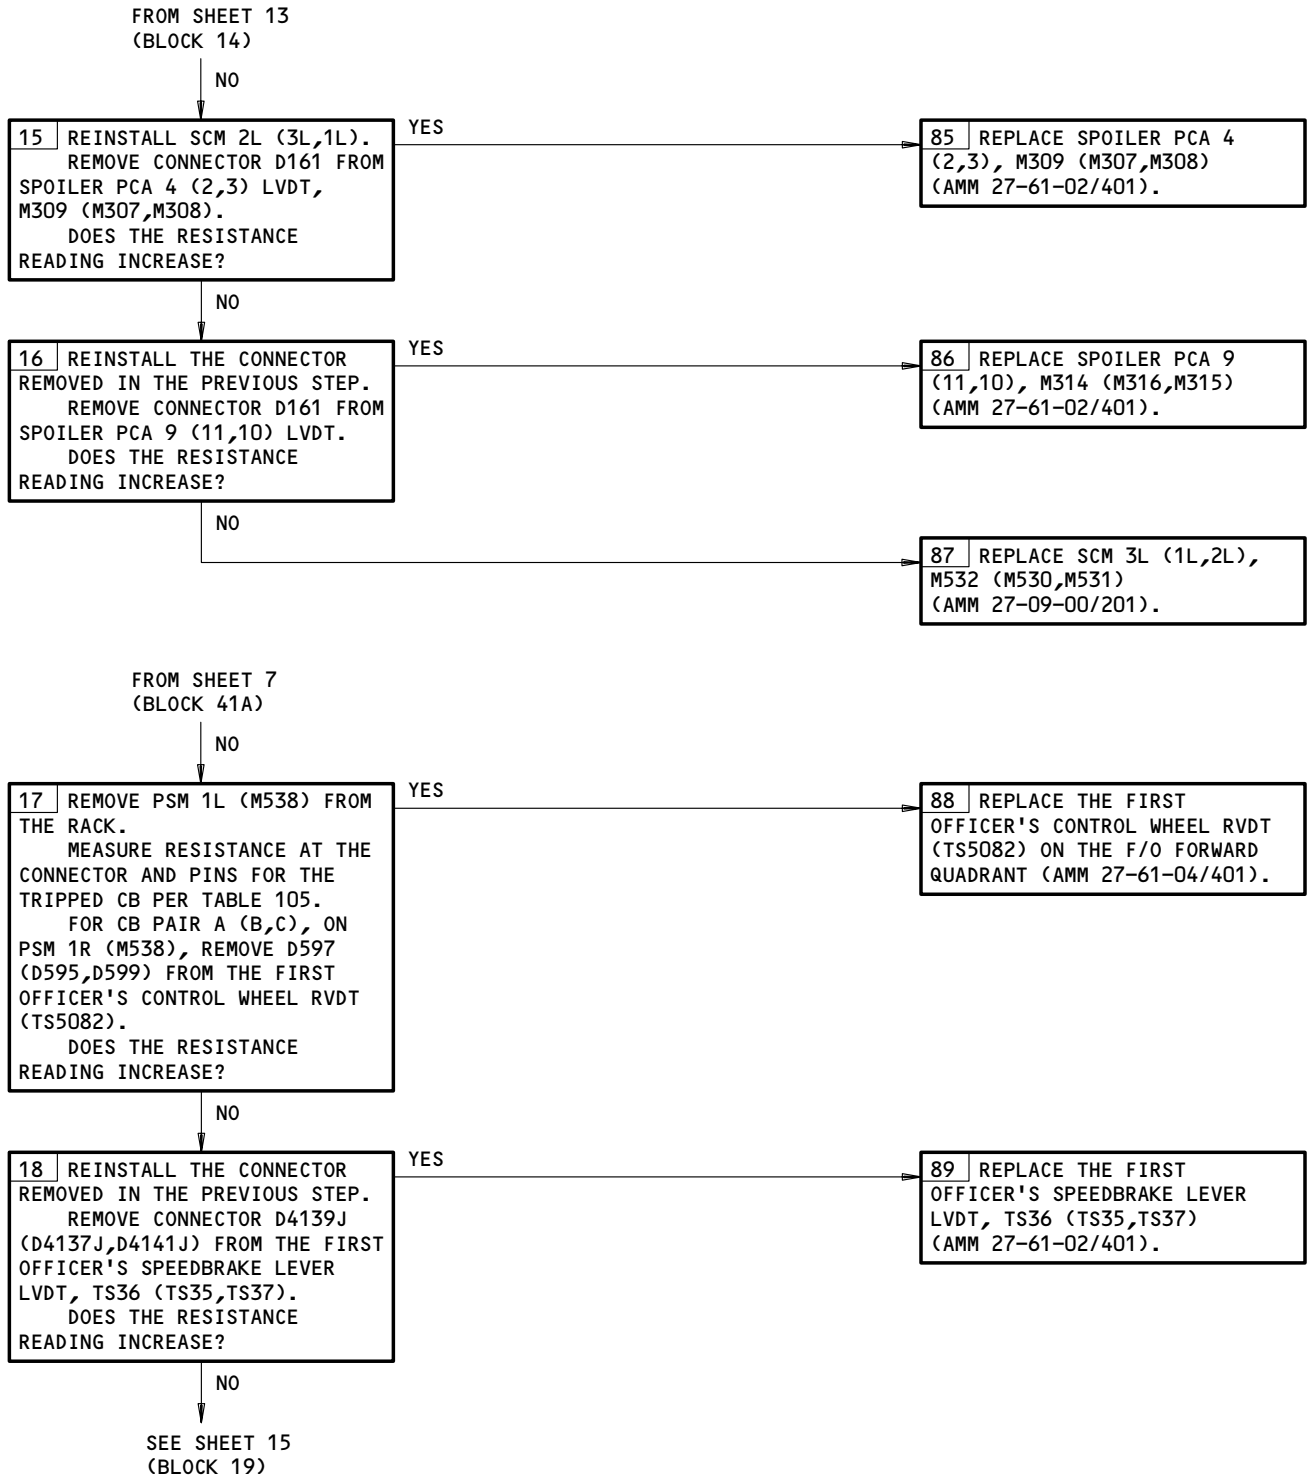 FROM SHEET 13
(BLOCK 14)
NO
15 REINSTALL SCM 2L (3L,1L).
REMOVE CONNECTOR D161 FROM
SPOILER PCA 4 (2,3) LVDT,
M309 (M307,M308).
DOES THE RESISTANCE
READING INCREASE?
YES
85 REPLACE SPOILER PCA 4
(2,3), M309 (M307,M308)
(AMM 27-61-02/401).
NO
16 REINSTALL THE CONNECTOR
REMOVED IN THE PREVIOUS STEP.
REMOVE CONNECTOR D161 FROM
SPOILER PCA 9 (11,10) LVDT.
DOES THE RESISTANCE
READING INCREASE?
YES
86 REPLACE SPOILER PCA 9
(11,10), M314 (M316,M315)
(AMM 27-61-02/401).
NO
87 REPLACE SCM 3L (1L,2L),
M532 (M530,M531)
(AMM 27-09-00/201).
FROM SHEET 7
(BLOCK 41A)
NO
17 REMOVE PSM 1L (M538) FROM
THE RACK.
MEASURE RESISTANCE AT THE
CONNECTOR AND PINS FOR THE
TRIPPED CB PER TABLE 105.
FOR CB PAIR A (B,C), ON
PSM 1R (M538), REMOVE D597
(D595,D599) FROM THE FIRST
OFFICER'S CONTROL WHEEL RVDT
(TS5082).
DOES THE RESISTANCE
READING INCREASE?
YES
88 REPLACE THE FIRST
OFFICER'S CONTROL WHEEL RVDT
(TS5082) ON THE F/O FORWARD
QUADRANT (AMM 27-61-04/401).
NO
18 REINSTALL THE CONNECTOR
REMOVED IN THE PREVIOUS STEP.
REMOVE CONNECTOR D4139J
(D4137J,D4141J) FROM THE FIRST
OFFICER'S SPEEDBRAKE LEVER
LVDT, TS36 (TS35,TS37).
DOES THE RESISTANCE
READING INCREASE?
YES
89 REPLACE THE FIRST
OFFICER'S SPEEDBRAKE LEVER
LVDT, TS36 (TS35,TS37)
(AMM 27-61-02/401).
NO
SEE SHEET 15
(BLOCK 19)